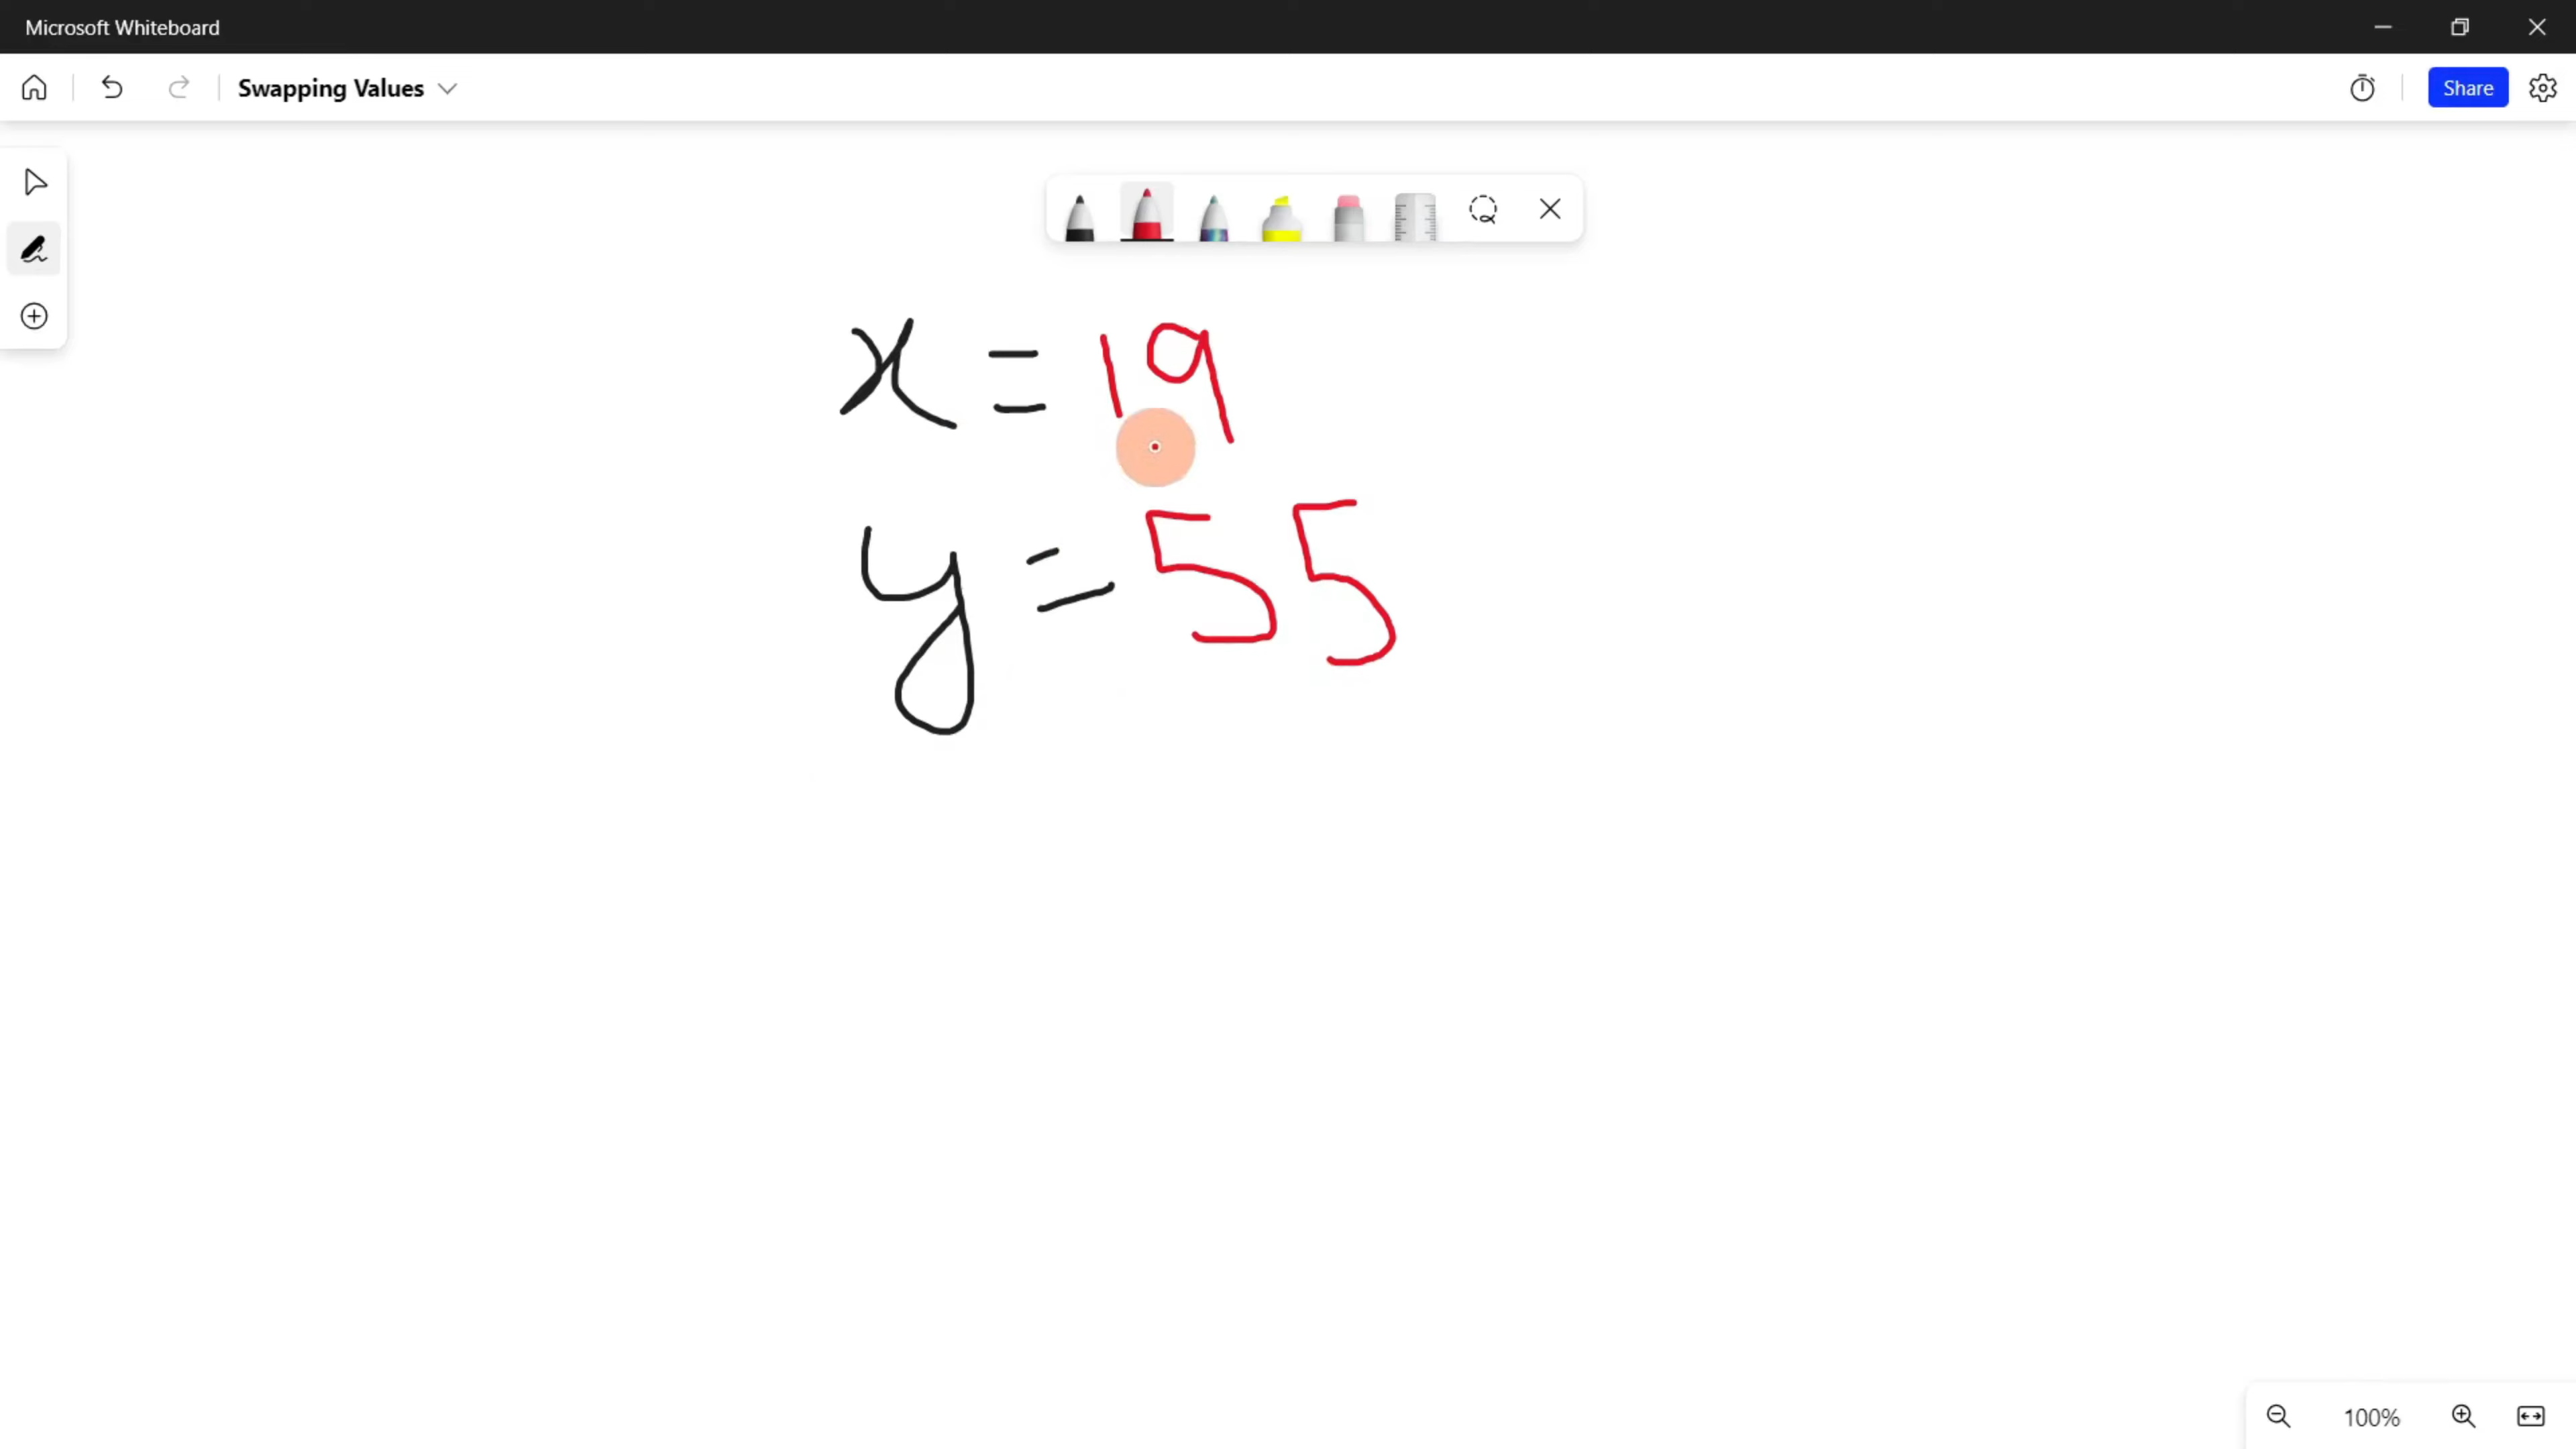 Microsoft Whiteboard
Swapping Values
Share
x = 19
y = 55
100%